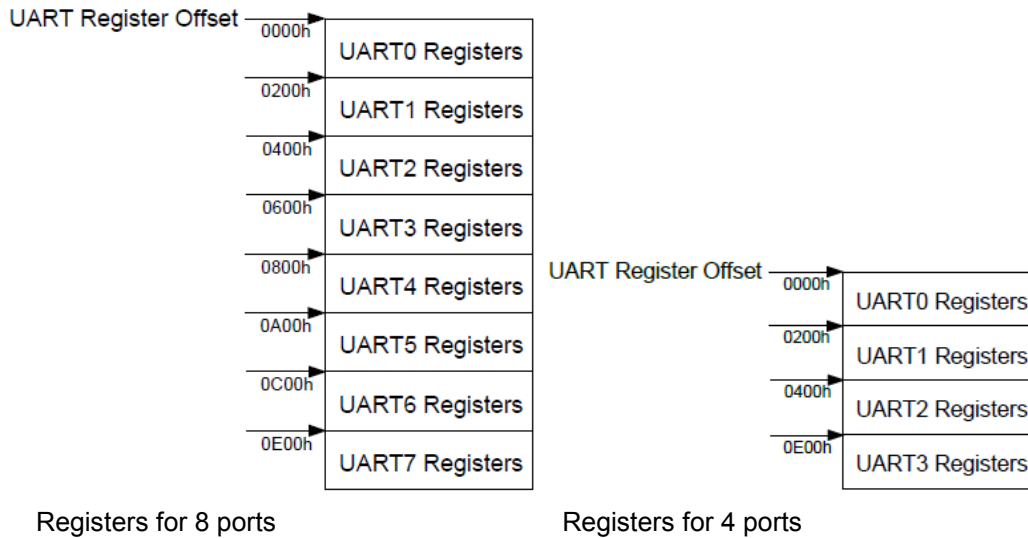 UART Register Offset
0000h
UART0 Registers
0200h
UART1 Registers
0400h
UART2 Registers
0600h
UART3 Registers
0800h
UART4 Registers
0A00h
UART5 Registers
0C00h
UART6 Registers
0E00h
UART7 Registers
Registers for 8 ports
UART Register Offset
0000h
UART0 Registers
0200h
UART1 Registers
0400h
UART2 Registers
0E00h
UART3 Registers
Registers for 4 ports